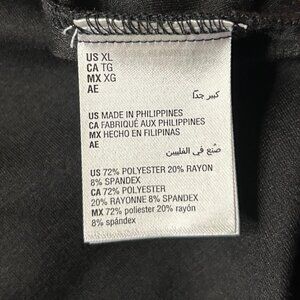 US XL
CA TG
MX XG
AE
كبير جدًا
US MADE IN PHILIPPINES
CA FABRIQUÉ AUX PHILIPPINES
MX HECHO EN FILIPINAS
AE
صنع في الفلبين
US 72% POLYESTER 20% RAYON
8% SPANDEX
CA 72% POLYESTER
20% RAYONNE 8% SPANDEX
MX 72% poliester 20% rayón
8% spándex